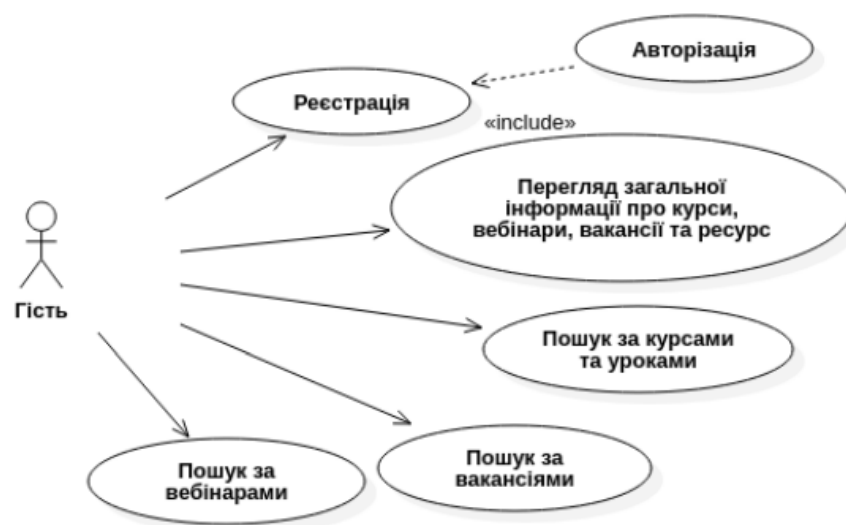 Авторізація
Реєстрація
«include»
Перегляд загальної
інформації про курси,
вебінари, вакансії та ресурс
Гість
Пошук за курсами
та уроками
Пошук за
вакансіями
Пошук за
вебінарами